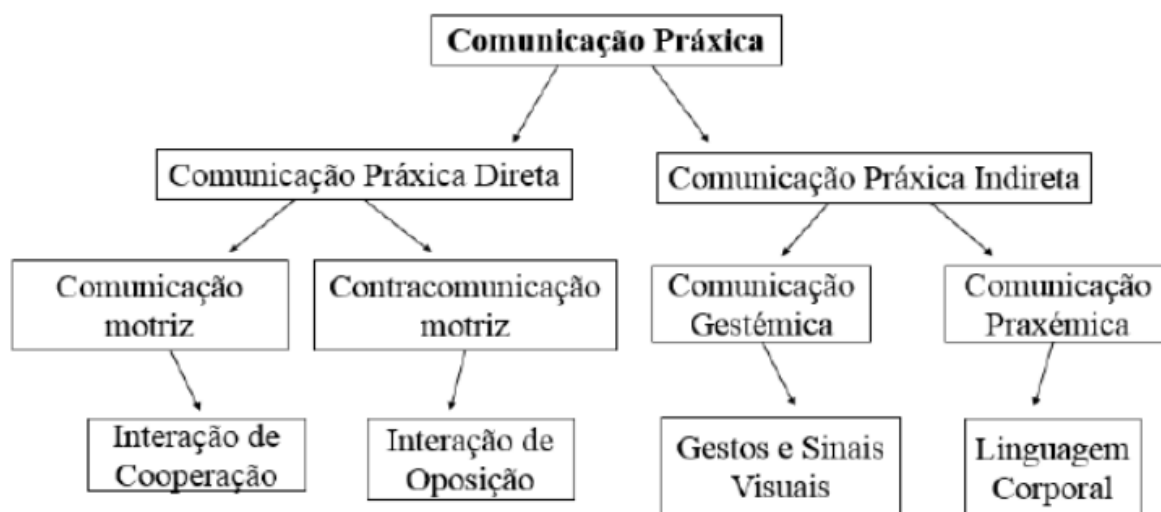 Comunicação Práxica
Comunicação Práxica Direta
Comunicação Práxica Indireta
Comunicação
motriz
Contracomunicação
motriz
Comunicação
Gestémica
Comunicação
Praxémica
Interação de
Cooperação
Interação de
Oposição
Gestos e Sinais
Visuais
Linguagem
Corporal